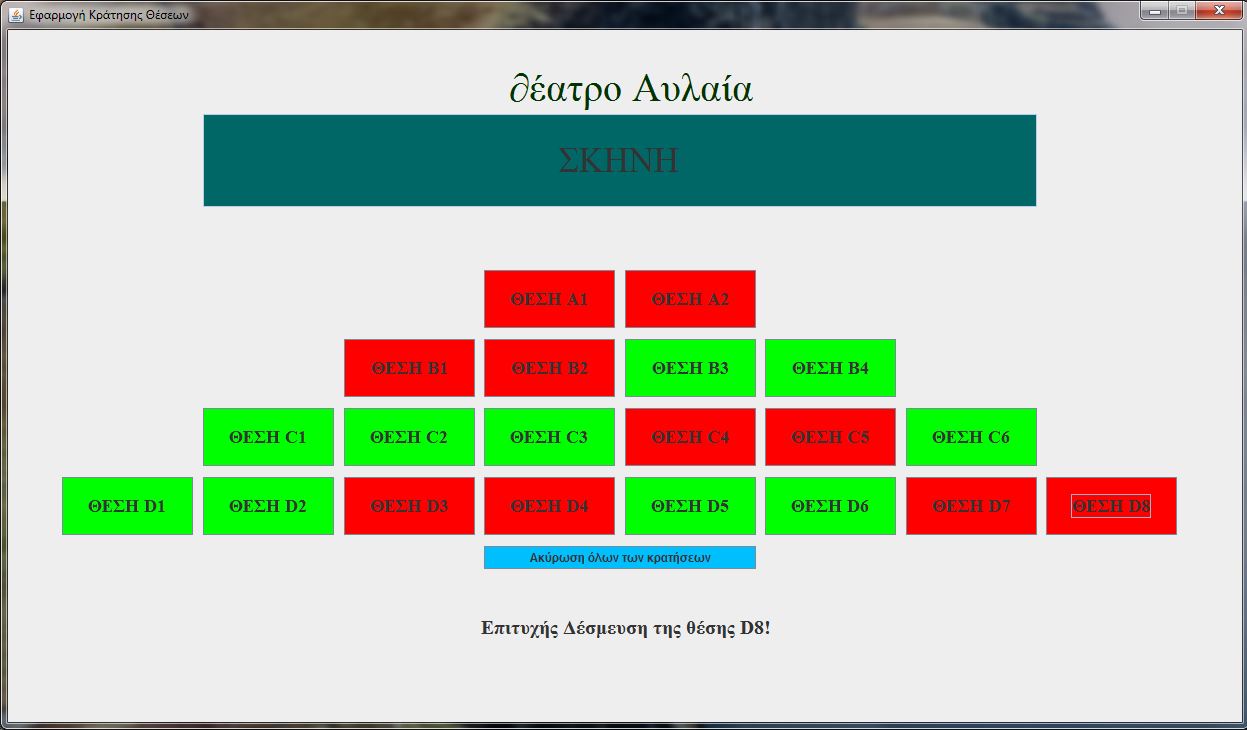 Εφαρμογή Κράτησης Θέσεων
∂έατρο Αυλαία
ΣΚΗΝΗ
ΘΕΣΗ A1 ΘΕΣΗ A2
ΘΕΣΗ B1 ΘΕΣΗ B2 ΘΕΣΗ B3 ΘΕΣΗ B4
ΘΕΣΗ C1 ΘΕΣΗ C2 ΘΕΣΗ C3 ΘΕΣΗ C4 ΘΕΣΗ C5 ΘΕΣΗ C6
ΘΕΣΗ D1 ΘΕΣΗ D2 ΘΕΣΗ D3 ΘΕΣΗ D4 ΘΕΣΗ D5 ΘΕΣΗ D6 ΘΕΣΗ D7 ΘΕΣΗ D8
Ακύρωση όλων των κρατήσεων
Επιτυχής Δέσμευση της θέσης D8!